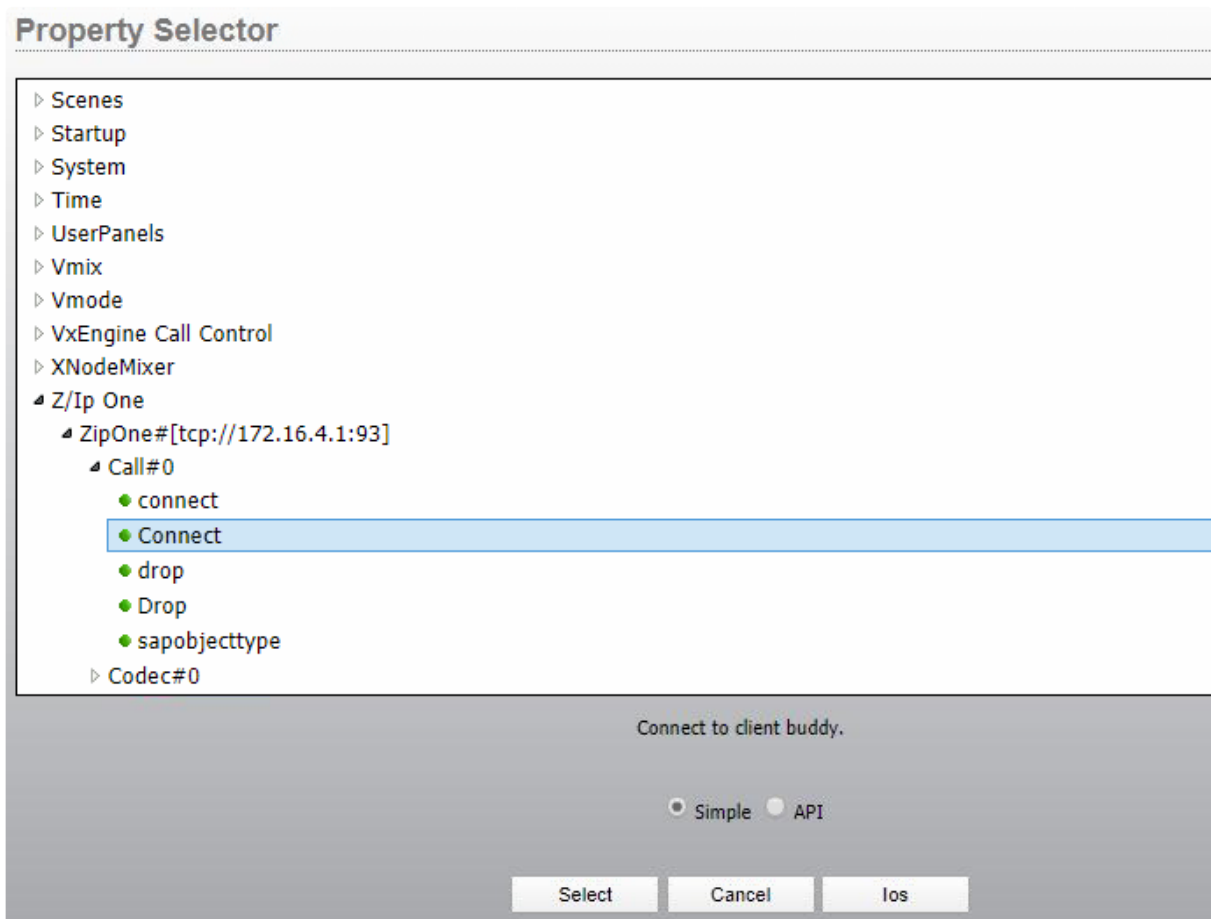 Property Selector
Scenes
Startup
System
Time
UserPanels
Vmix
Vmode
VxEngine Call Control
XNodeMixer
Z/Ip One
ZipOne#[tcp://172.16.4.1:93]
Call#0
connect
Connect
drop
Drop
sapobjecttype
Codec#0
Connect to client buddy.
Simple API
Select Cancel Ios